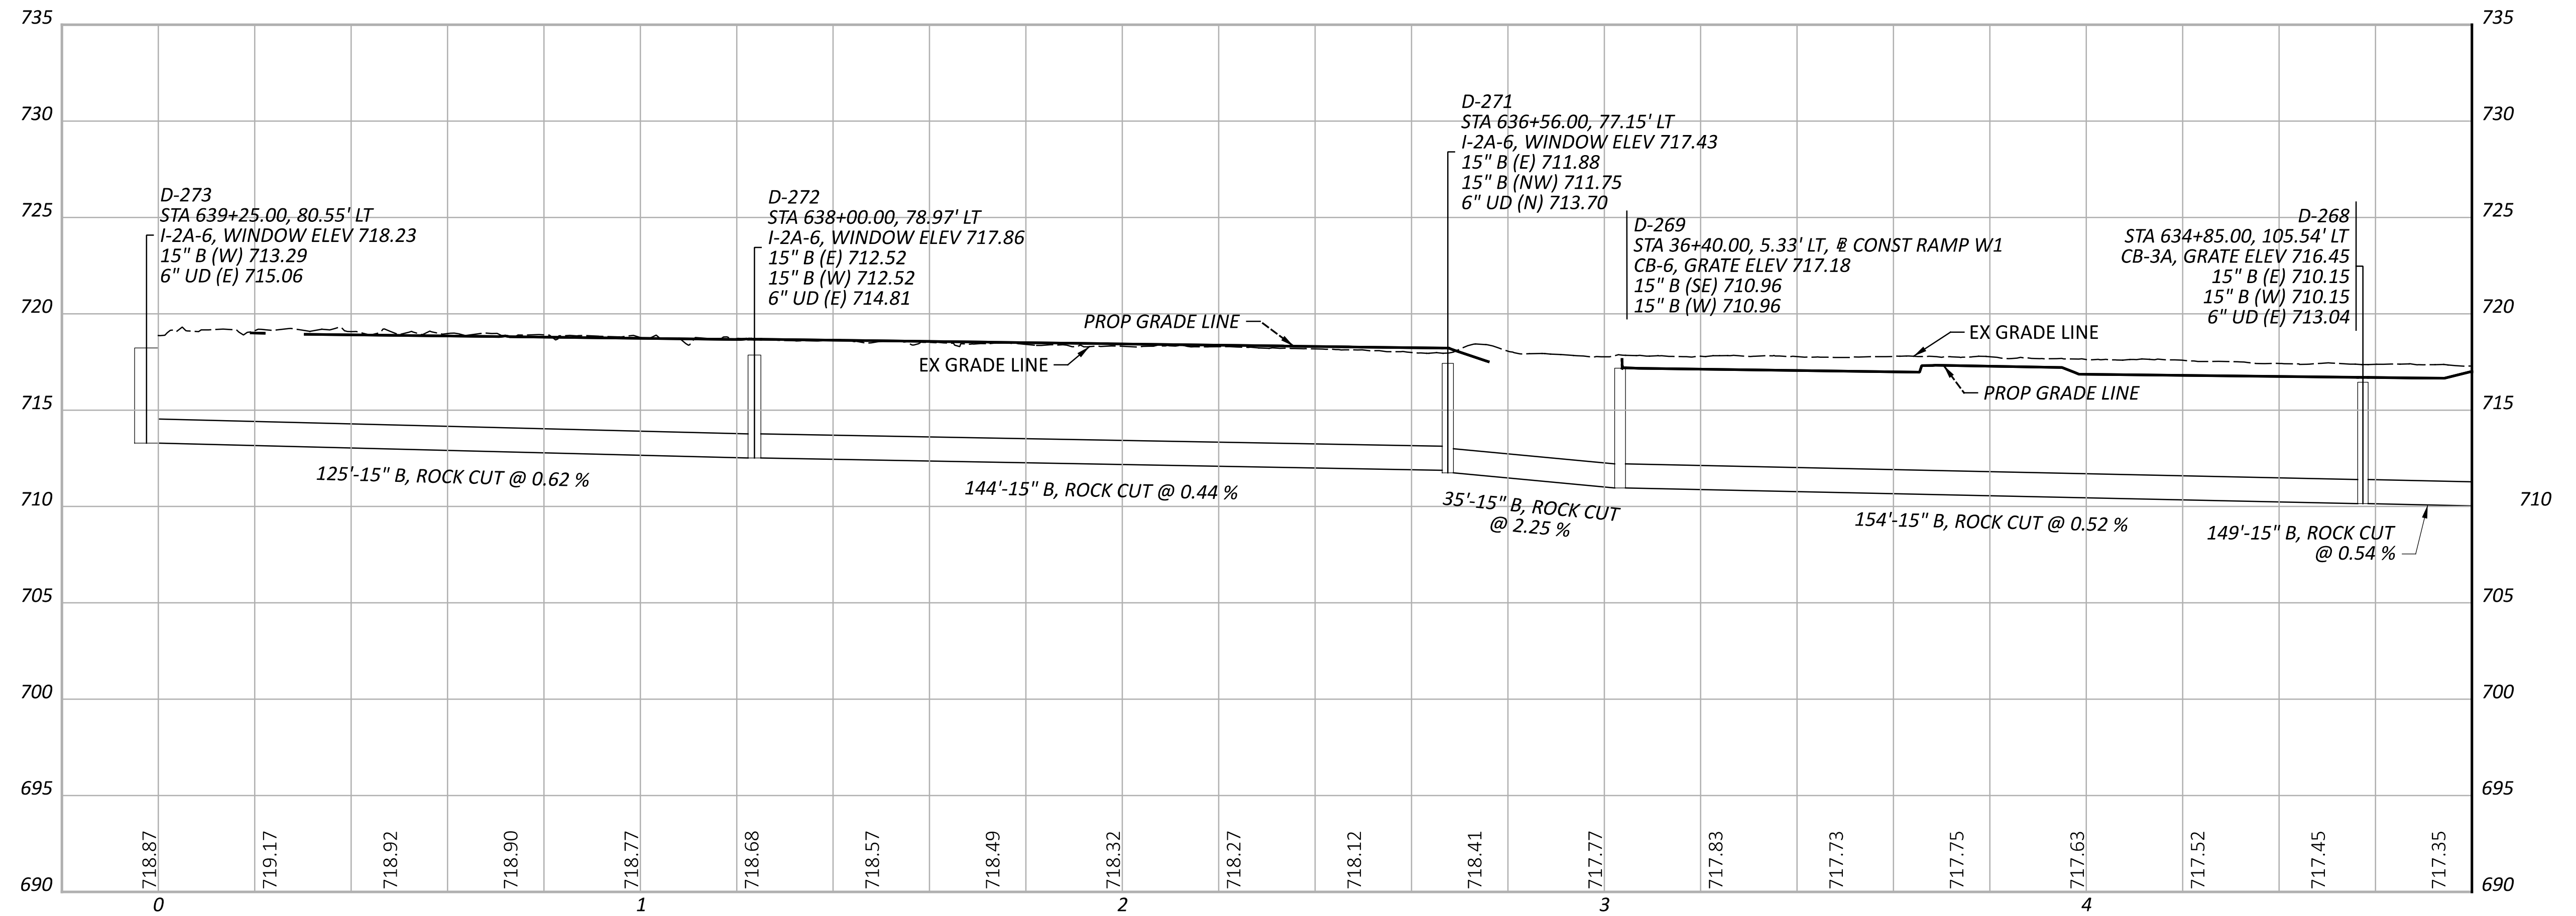 735
735
730
730
725
725
720
720
715
715
710
710
705
705
700
700
695
695
690
690
D-273
STA 639+25.00, 80.55' LT
I-2A-6, WINDOW ELEV 718.23
15" B (W) 713.29
6" UD (E) 715.06
D-272
STA 638+00.00, 78.97' LT
I-2A-6, WINDOW ELEV 717.86
15" B (E) 712.52
15" B (W) 712.52
6" UD (E) 714.81
D-271
STA 636+56.00, 77.15' LT
I-2A-6, WINDOW ELEV 717.43
15" B (E) 711.88
15" B (NW) 711.75
6" UD (N) 713.70
D-269
STA 36+40.00, 5.33' LT, CONST RAMP W1
CB-6, GRATE ELEV 717.18
15" B (SE) 710.96
15" B (W) 710.96
D-268
STA 634+85.00, 105.54' LT
CB-3A, GRATE ELEV 716.45
15" B (E) 710.15
15" B (W) 710.15
6" UD (E) 713.04
PROP GRADE LINE
EX GRADE LINE
EX GRADE LINE
PROP GRADE LINE
125'-15" B, ROCK CUT @ 0.62 %
144'-15" B, ROCK CUT @ 0.44 %
35'-15" B, ROCK CUT
@ 2.25 %
154'-15" B, ROCK CUT @ 0.52 %
149'-15" B, ROCK CUT
@ 0.54 %
718.87
719.17
718.92
718.90
718.77
718.68
718.57
718.49
718.32
718.27
718.12
718.41
717.77
717.83
717.73
717.75
717.63
717.52
717.45
717.35
0
1
2
3
4